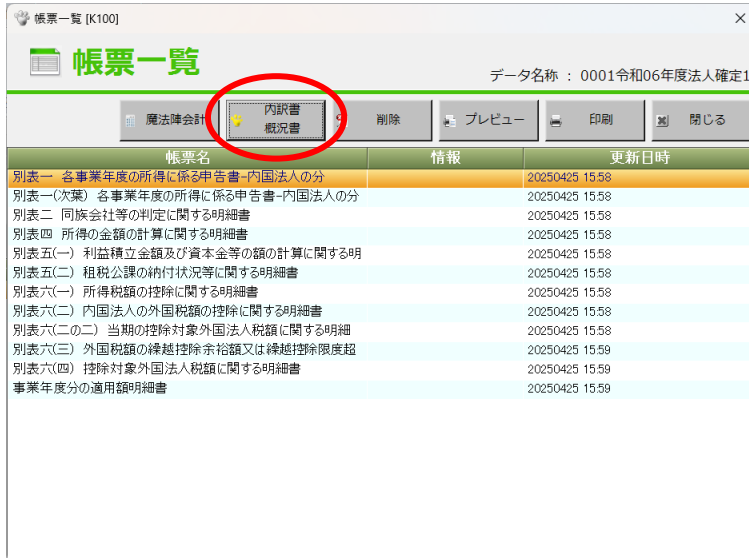 帳票一覧 [K100]
帳票一覧
データ名称 ： 0001令和06年度法人確定1
魔法陣会計
内訳書
概況書
削除
プレビュー
印刷
閉じる
帳票名 情報 更新日時
別表一 各事業年度の所得に係る申告書-内国法人の分 20250425 15:58
別表一(次葉) 各事業年度の所得に係る申告書-内国法人の分 20250425 15:58
別表二 同族会社等の判定に関する明細書 20250425 15:58
別表四 所得の金額の計算に関する明細書 20250425 15:58
別表五(一) 利益積立金額及び資本金等の額の計算に関する明 20250425 15:58
別表五(二) 租税公課の納付状況等に関する明細書 20250425 15:58
別表六(一) 所得税額の控除に関する明細書 20250425 15:58
別表六(二) 内国法人の外国税額の控除に関する明細書 20250425 15:58
別表六(二の二) 当期の控除対象外国法人税額に関する明細 20250425 15:58
別表六(三) 外国税額の繰越控除余裕額又は繰越控除限度超 20250425 15:59
別表六(四) 控除対象外国法人税額に関する明細書 20250425 15:59
事業年度分の適用額明細書 20250425 15:59